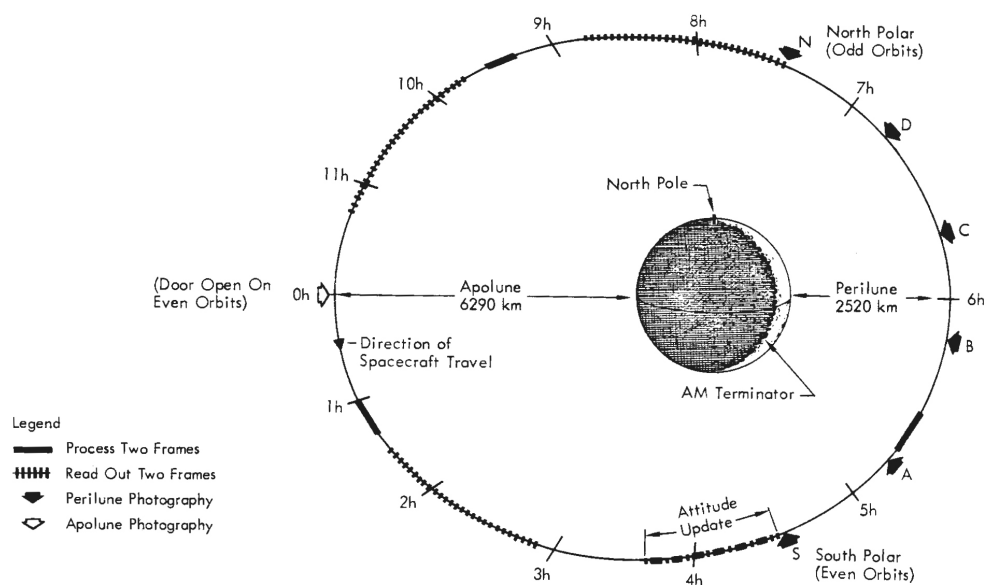 9h
8h
N
North Polar
(Odd Orbits)
10h
7h
D
11h
North Pole
C
(Door Open On
Even Orbits)
0h
Apolune
6290 km
Perilune
2520 km
6h
Direction of
Spacecraft Travel
B
AM Terminator
1h
Legend
Process Two Frames
Read Out Two Frames
Perilune Photography
Apolune Photography
2h
A
5h
Attitude
Update
3h
4h
S
South Polar
(Even Orbits)